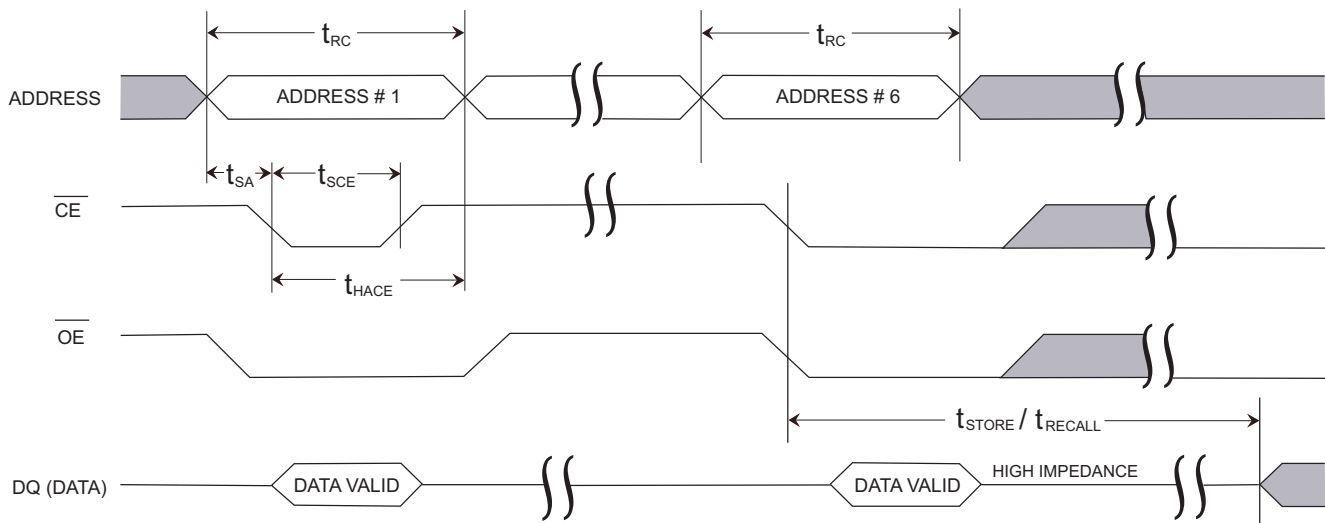 tRC tRC
ADDRESS ADDRESS # 1 ADDRESS # 6
tSA tSCE
CE
tHACE
OE
tSTORE / tRECALL
DQ (DATA) DATA VALID DATA VALID HIGH IMPEDANCE